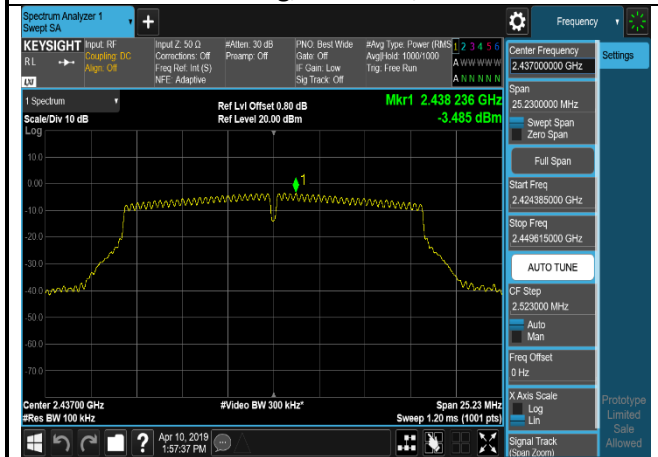 Spectrum Analyzer 1
Swept SA
+
Frequency
KEYSIGHT
RL
LXI
Input: RF
Coupling: DC
Align: Off
Input Z: 50 Ω
Corrections: Off
Freq Ref: Int (S)
NFE: Adaptive
#Atten: 30 dB
Preamp: Off
PNO: Best Wide
Gate: Off
IF Gain: Low
Sig Track: Off
#Avg Type: Power (RMS
Avg|Hold: 1000/1000
Trig: Free Run
1 2 3 4 5 6
A W W W W W
A N N N N N
1 Spectrum
Scale/Div 10 dB
Log
Ref Lvl Offset 0.80 dB
Ref Level 20.00 dBm
Mkr1 2.438 236 GHz
-3.485 dBm
1
10.0
0.00
-10.0
-20.0
-30.0
-40.0
-50.0
-60.0
-70.0
Center 2.43700 GHz
#Res BW 100 kHz
#Video BW 300 kHz*
Span 25.23 MHz
Sweep 1.20 ms (1001 pts)
?
Apr 10, 2019
1:57:37 PM
Center Frequency
2.437000000 GHz
Span
25.2300000 MHz
Swept Span
Zero Span
Full Span
Start Freq
2.424385000 GHz
Stop Freq
2.449615000 GHz
AUTO TUNE
CF Step
2.523000 MHz
Auto
Man
Freq Offset
0 Hz
X Axis Scale
Log
Lin
Signal Track
(Span Zoom)
Settings
Prototype
Limited
Sale
Allowed